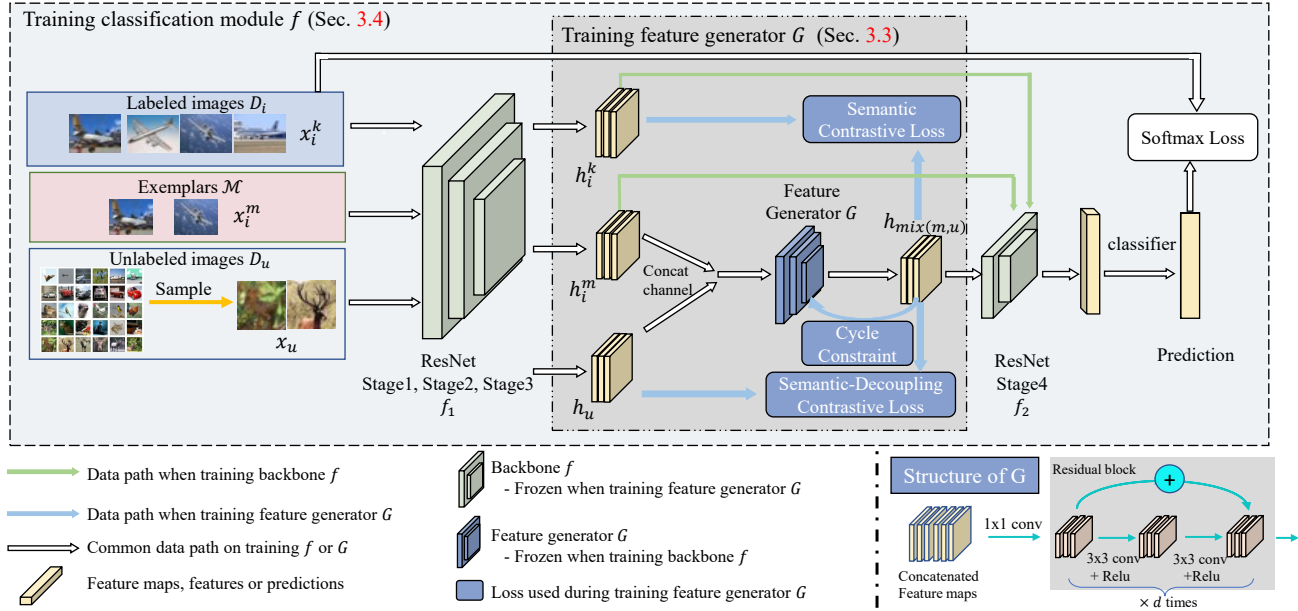 Training classification module f (Sec. 3.4)
Training feature generator G (Sec. 3.3)
Labeled images D_i
x_i^k
Exemplars ℳ
x_i^m
Unlabeled images D_u
Sample
x_u
ResNet
Stage1, Stage2, Stage3
f_1
h_i^k
h_i^m
h_u
Concat
channel
Feature
Generator G
h_{mix(m,u)}
Semantic
Contrastive Loss
Cycle
Constraint
Semantic-Decoupling
Contrastive Loss
ResNet
Stage4
f_2
classifier
Softmax Loss
Prediction
Data path when training backbone f
Data path when training feature generator G
Common data path on training f or G
Feature maps, features or predictions
Backbone f
- Frozen when training feature generator G
Feature generator G
- Frozen when training backbone f
Loss used during training feature generator G
Structure of G
Concatenated
Feature maps
1x1 conv
Residual block
+
3x3 conv
+ Relu
3x3 conv
+Relu
× d times